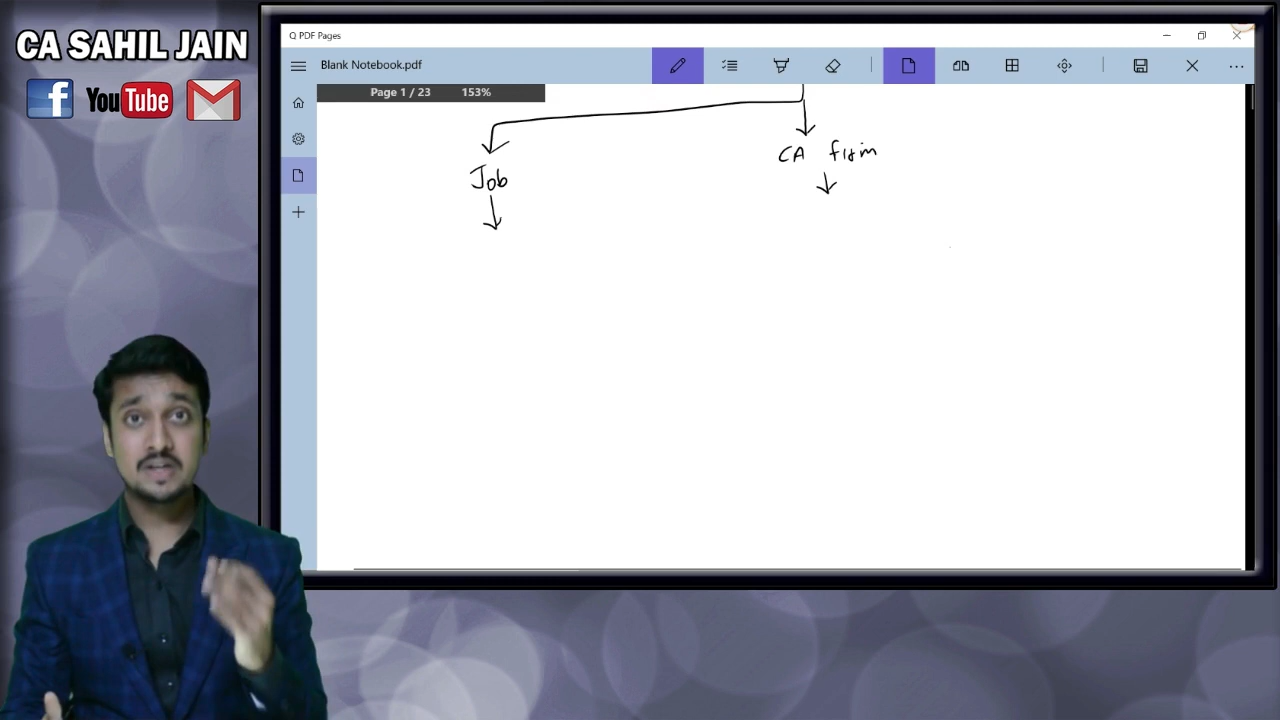 CA SAHIL JAIN
f You Tube M
Q PDF Pages
Blank Notebook.pdf
Page 1 / 23 153%
Job
CA firm